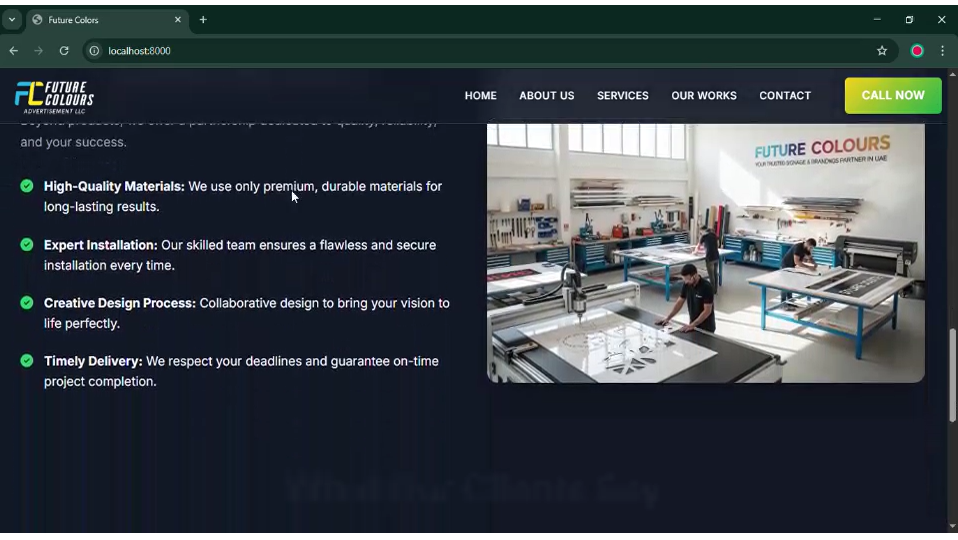 Future Colors
localhost:8000
FUTURE
COLOURS
ADVERTISEMENT LLC
HOME ABOUT US SERVICES OUR WORKS CONTACT CALL NOW
Beyond products, we offer a partnership dedicated to quality, reliability,
and your success.
High-Quality Materials: We use only premium, durable materials for
long-lasting results.
Expert Installation: Our skilled team ensures a flawless and secure
installation every time.
Creative Design Process: Collaborative design to bring your vision to
life perfectly.
Timely Delivery: We respect your deadlines and guarantee on-time
project completion.
FUTURE COLOURS
YOUR TRUSTED SIGNAGE & BRANDINGS PARTNER IN UAE
What Our Clients Say